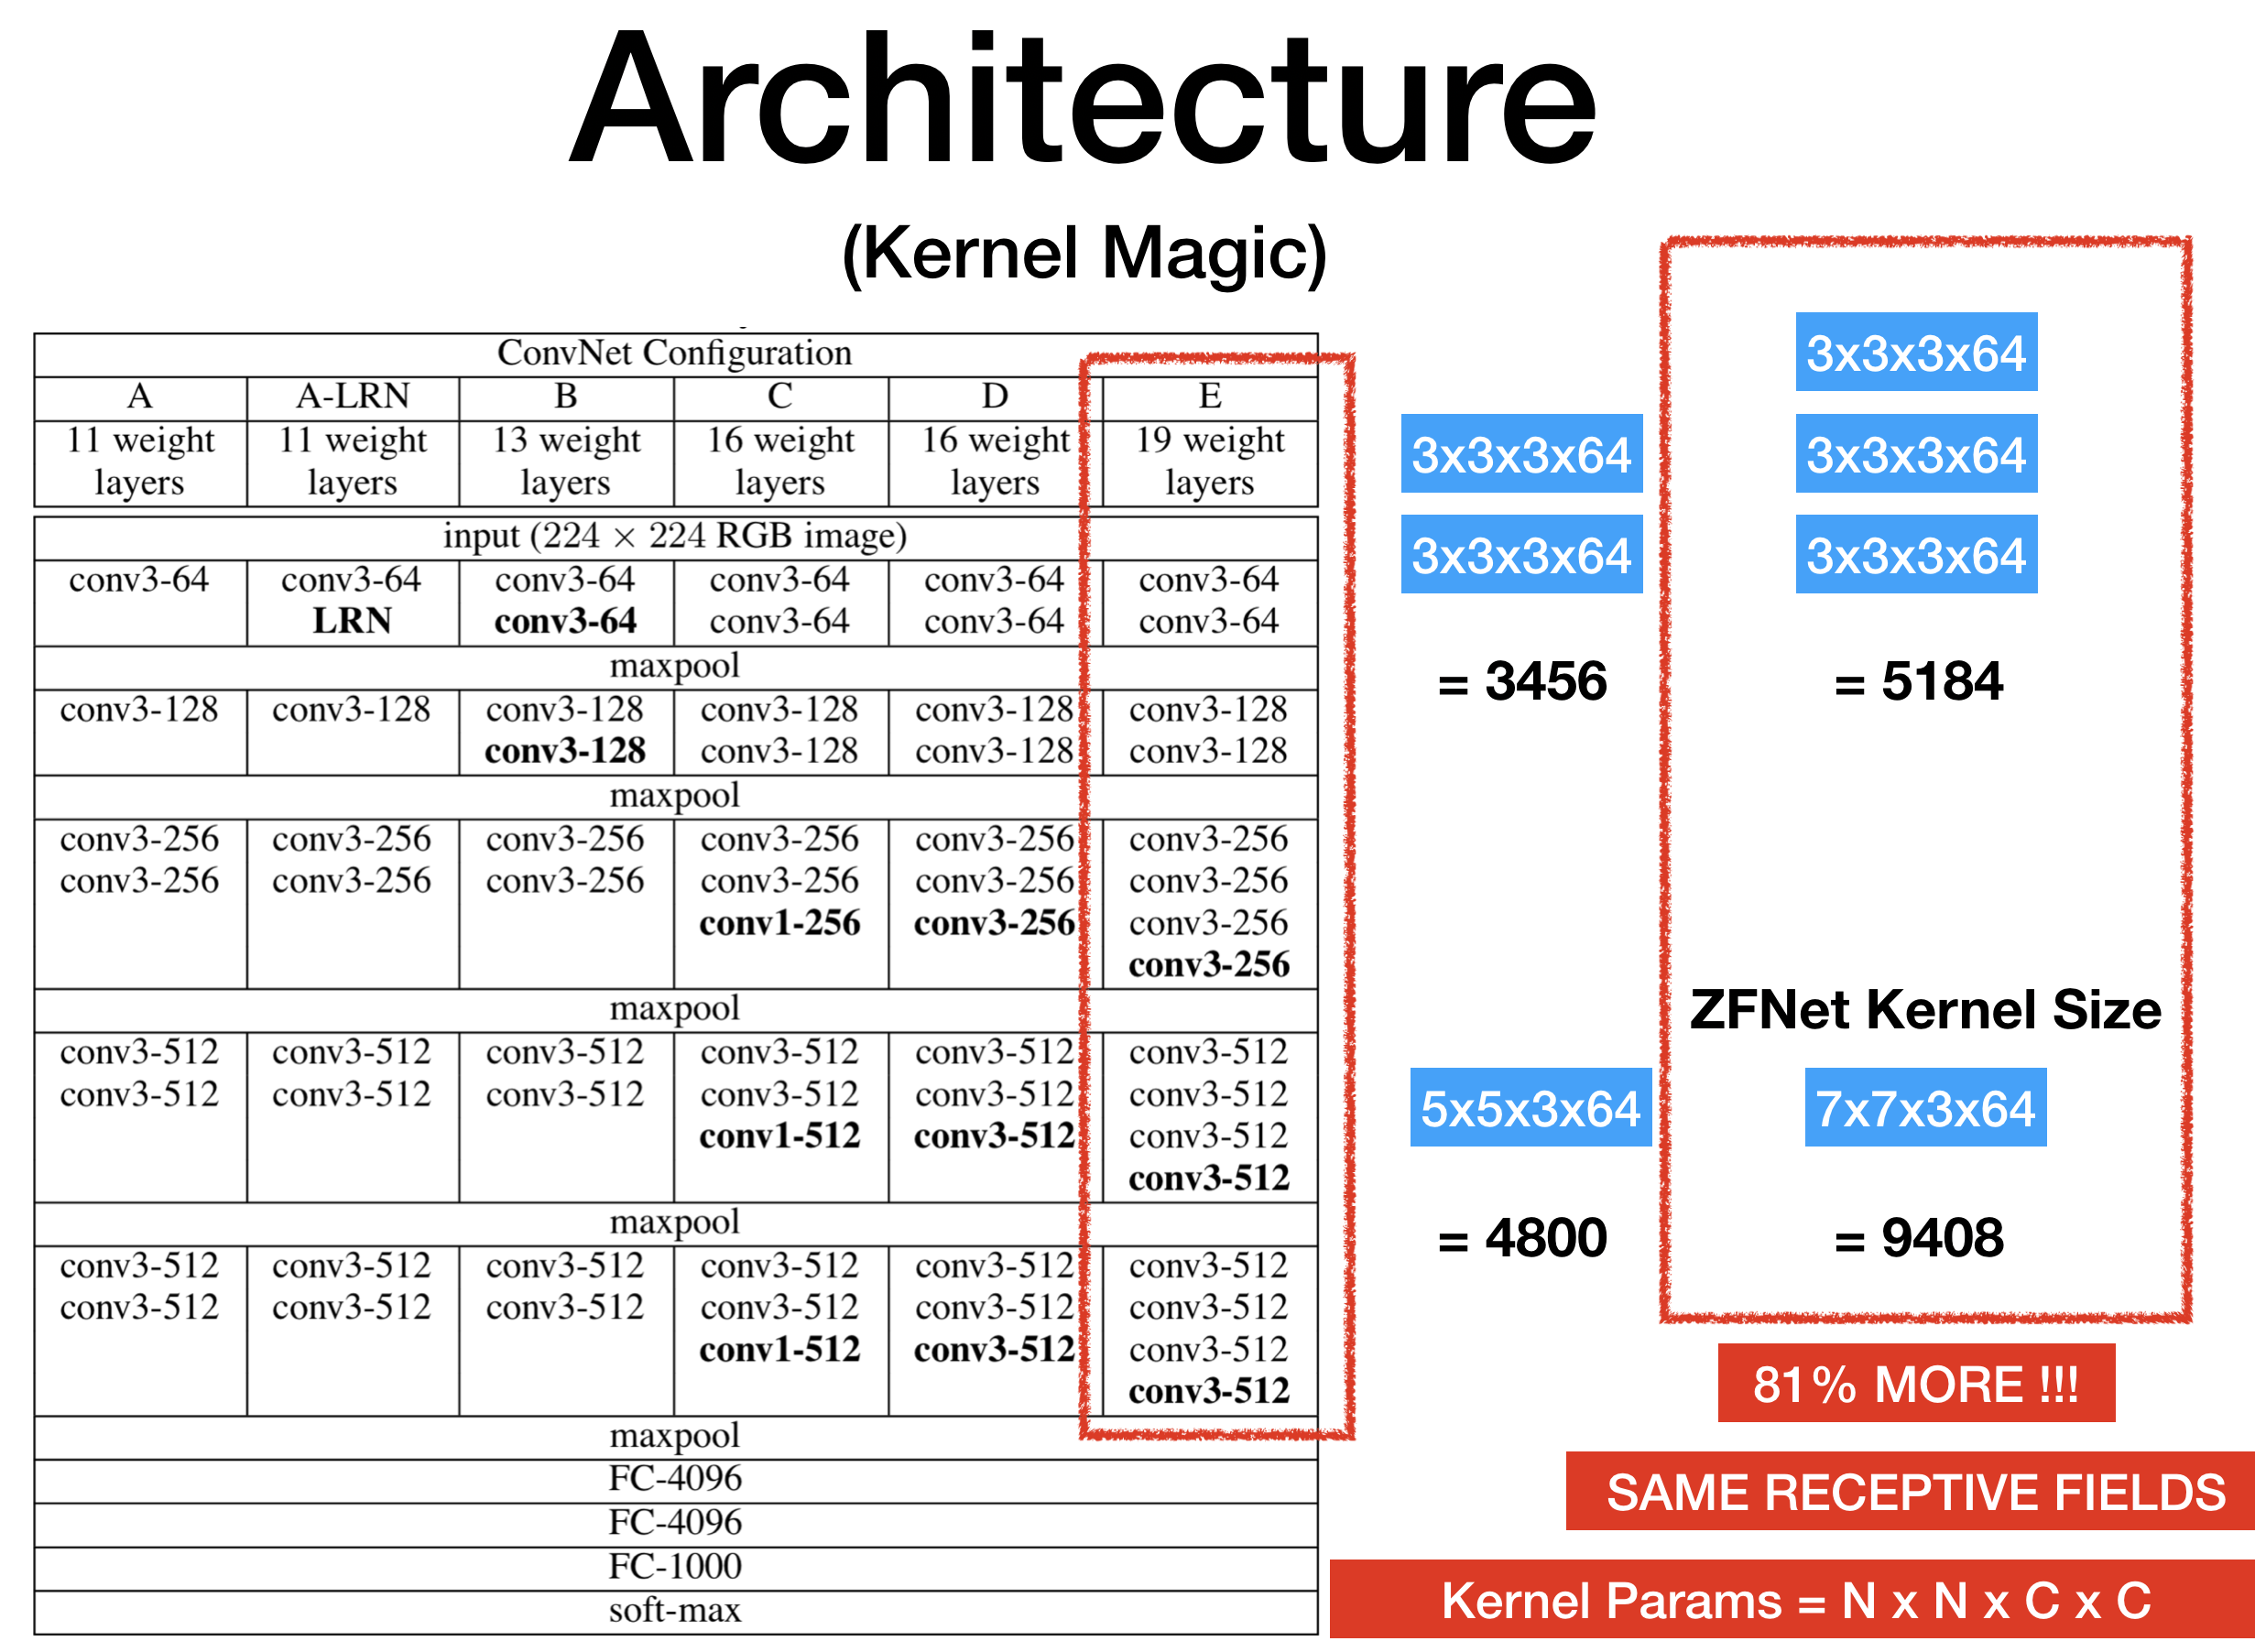 Architecture
(Kernel Magic)
ConvNet Configuration
A A-LRN B C D E
11 weight layers 11 weight layers 13 weight layers 16 weight layers 16 weight layers 19 weight layers
input (224 × 224 RGB image)
conv3-64 conv3-64 conv3-64 conv3-64 conv3-64 conv3-64
LRN conv3-64 conv3-64 conv3-64 conv3-64
maxpool
conv3-128 conv3-128 conv3-128 conv3-128 conv3-128 conv3-128
conv3-128 conv3-128 conv3-128 conv3-128
maxpool
conv3-256 conv3-256 conv3-256 conv3-256 conv3-256 conv3-256
conv3-256 conv3-256 conv3-256 conv3-256 conv3-256 conv3-256
conv1-256 conv3-256 conv3-256
conv3-256
maxpool
conv3-512 conv3-512 conv3-512 conv3-512 conv3-512 conv3-512
conv3-512 conv3-512 conv3-512 conv3-512 conv3-512 conv3-512
conv1-512 conv3-512 conv3-512
conv3-512
maxpool
conv3-512 conv3-512 conv3-512 conv3-512 conv3-512 conv3-512
conv3-512 conv3-512 conv3-512 conv3-512 conv3-512 conv3-512
conv1-512 conv3-512 conv3-512
conv3-512
maxpool
FC-4096
FC-4096
FC-1000
soft-max
3x3x3x64
3x3x3x64
= 3456
5x5x3x64
= 4800
3x3x3x64
3x3x3x64
3x3x3x64
= 5184
ZFNet Kernel Size
7x7x3x64
= 9408
81% MORE !!!
SAME RECEPTIVE FIELDS
Kernel Params = N x N x C x C